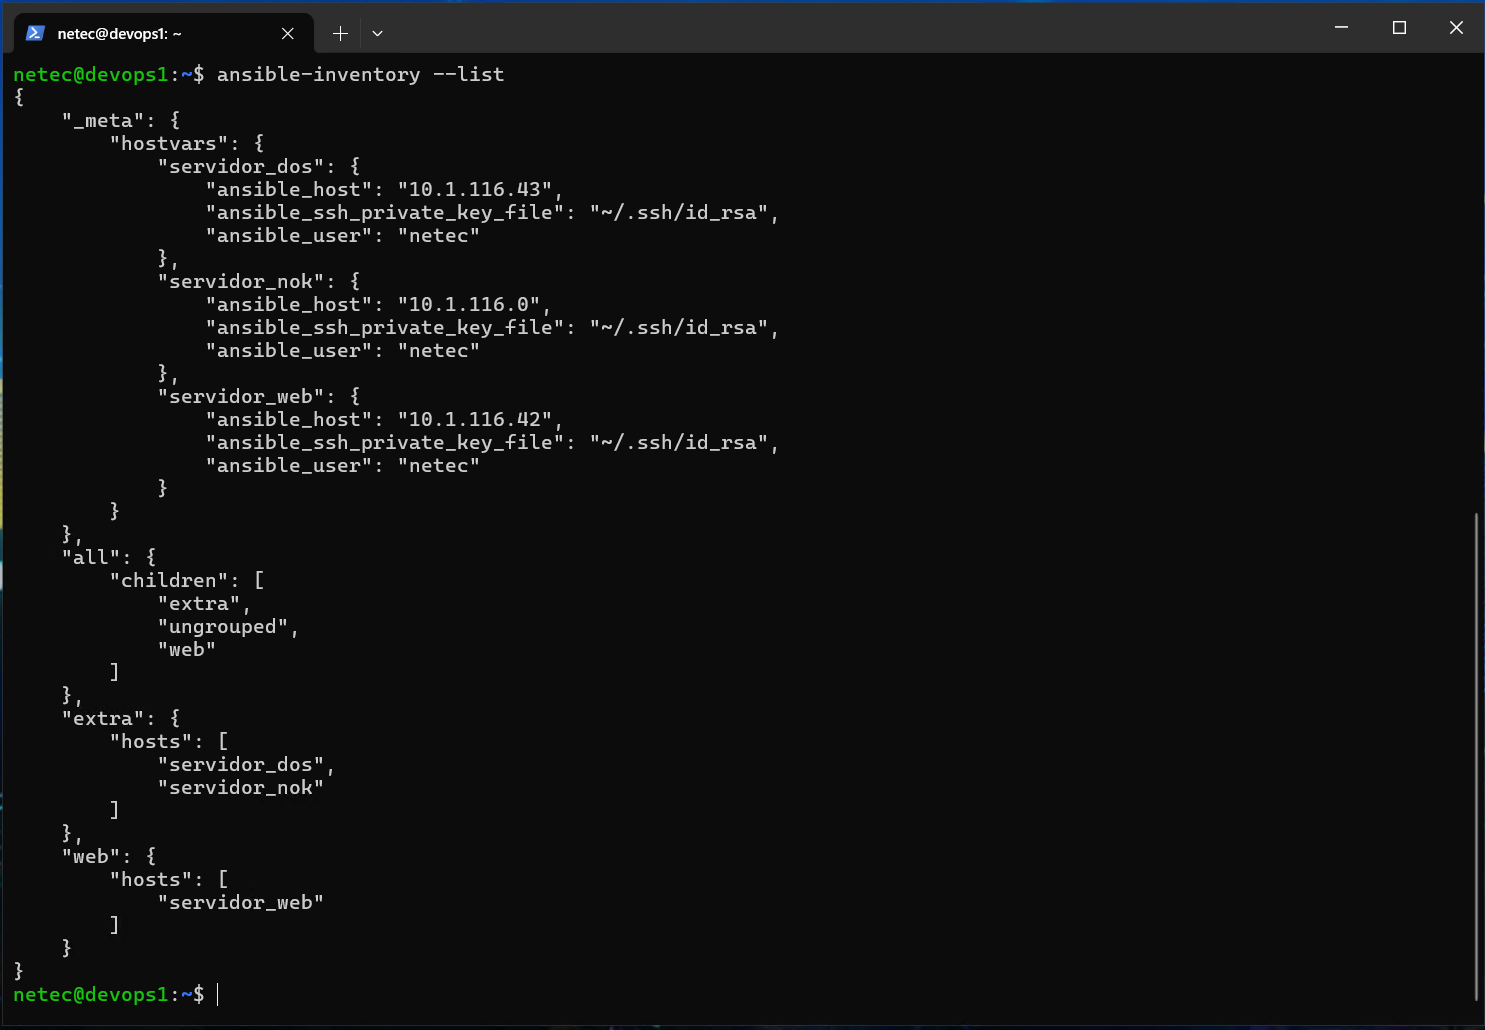 netec@devops1: ~
netec@devops1:~$ ansible-inventory --list
{
    "_meta": {
        "hostvars": {
            "servidor_dos": {
                "ansible_host": "10.1.116.43",
                "ansible_ssh_private_key_file": "~/.ssh/id_rsa",
                "ansible_user": "netec"
            },
            "servidor_nok": {
                "ansible_host": "10.1.116.0",
                "ansible_ssh_private_key_file": "~/.ssh/id_rsa",
                "ansible_user": "netec"
            },
            "servidor_web": {
                "ansible_host": "10.1.116.42",
                "ansible_ssh_private_key_file": "~/.ssh/id_rsa",
                "ansible_user": "netec"
            }
        }
    },
    "all": {
        "children": [
            "extra",
            "ungrouped",
            "web"
        ]
    },
    "extra": {
        "hosts": [
            "servidor_dos",
            "servidor_nok"
        ]
    },
    "web": {
        "hosts": [
            "servidor_web"
        ]
    }
}
netec@devops1:~$